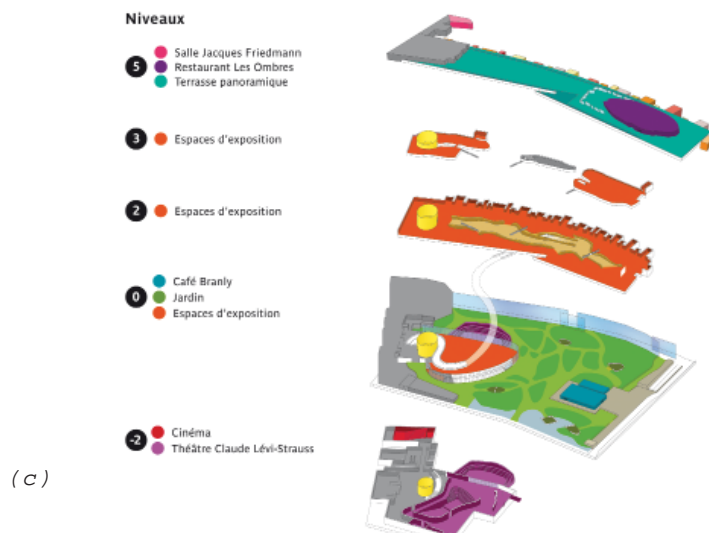 Niveaux
5
Salle Jacques Friedmann
Restaurant Les Ombres
Terrasse panoramique
3
Espaces d'exposition
2
Espaces d'exposition
0
Café Branly
Jardin
Espaces d'exposition
-2
Cinéma
Théâtre Claude Lévi-Strauss
(c)